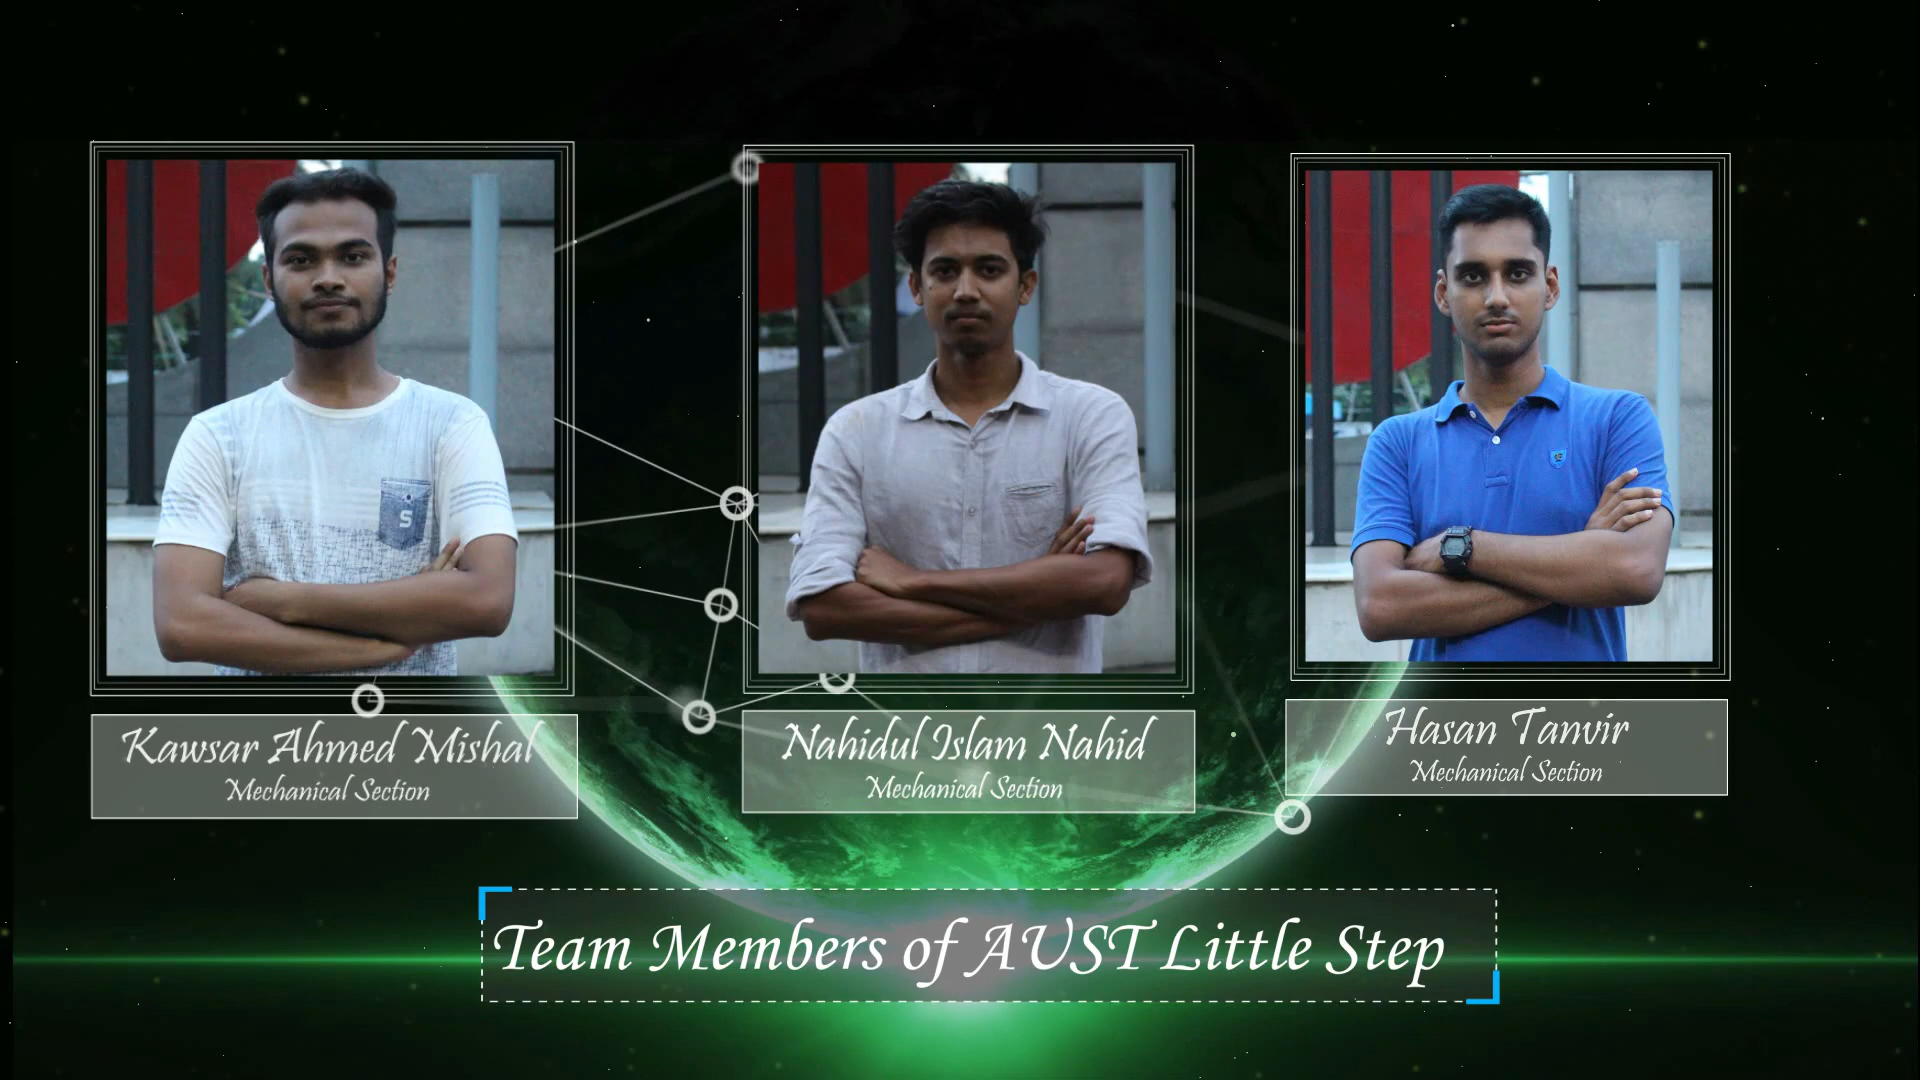 S
Kawsar Ahmed Mishal
Mechanical Section
Nahidul Islam Nahid
Mechanical Section
Hasan Tanvir
Mechanical Section
Team Members of AUST Little Step